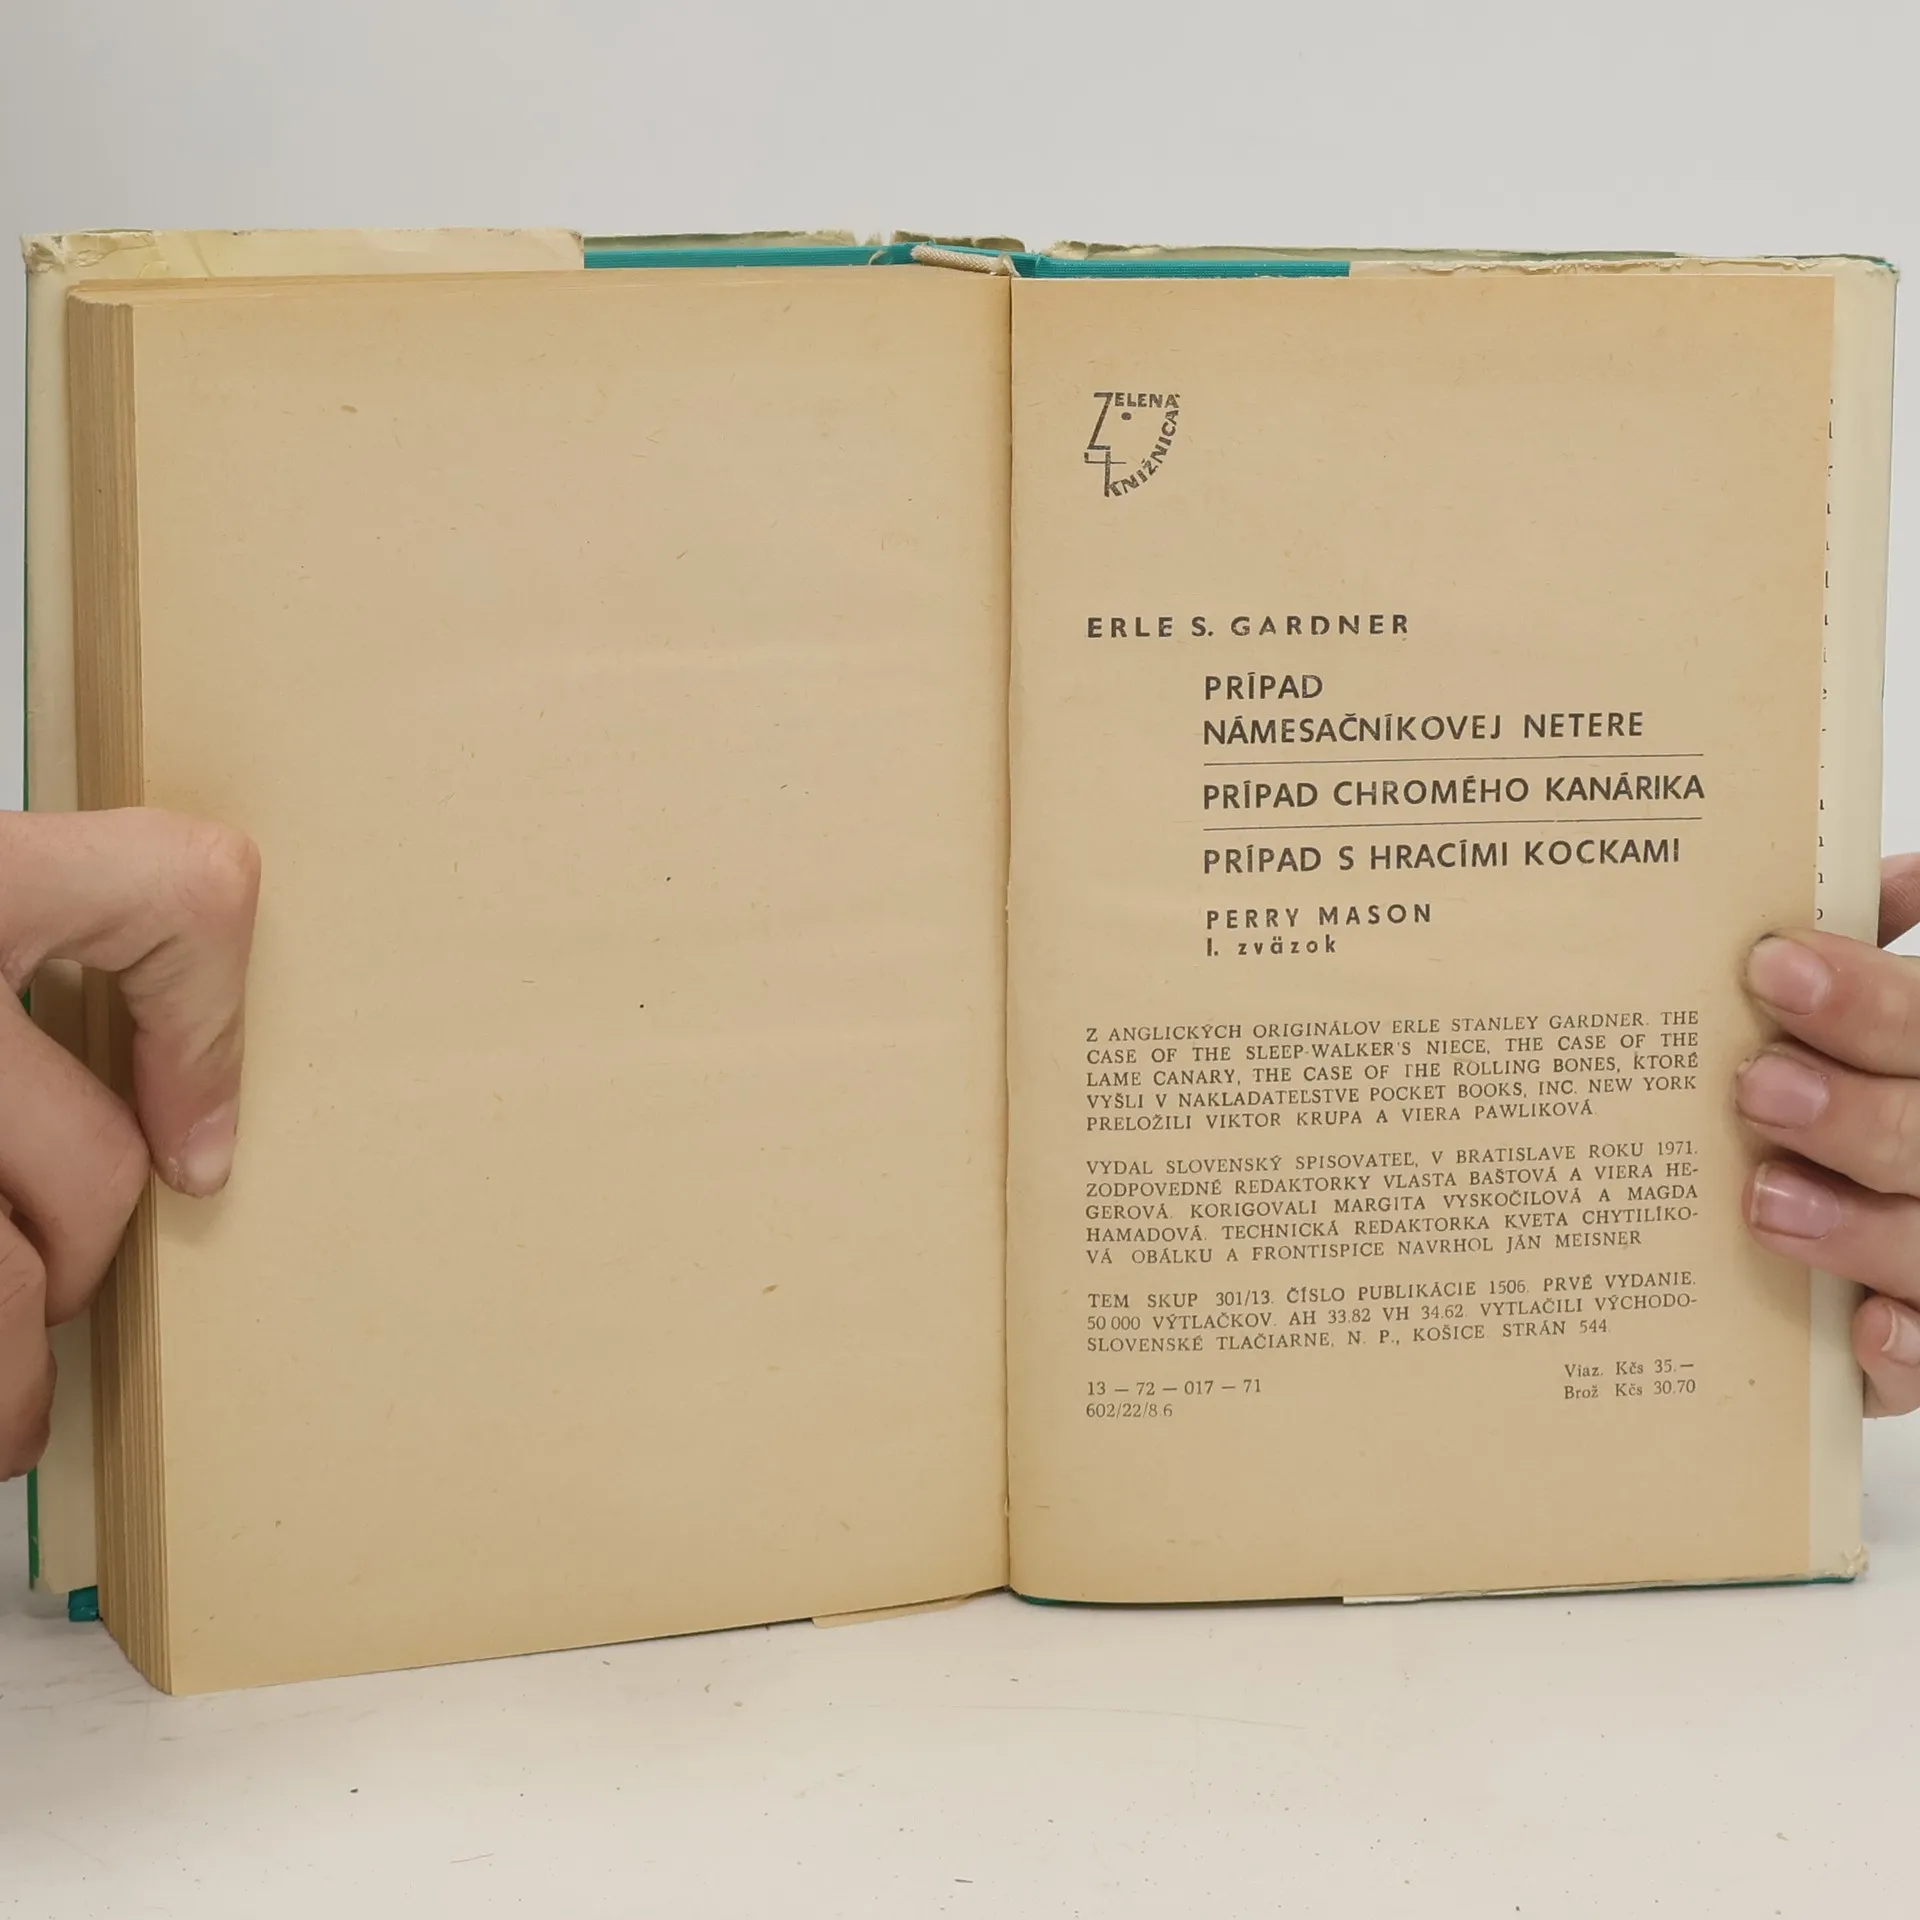 ZELENÁ
KNIŽNICA
ERLE S. GARDNER
PRÍPAD
NÁMESAČNÍKOVEJ NETERE
PRÍPAD CHROMÉHO KANÁRIKA
PRÍPAD S HRACÍMI KOCKAMI
PERRY MASON
I. zväzok
Z ANGLICKÝCH ORIGINÁLOV ERLE STANLEY GARDNER. THE
CASE OF THE SLEEP-WALKER'S NIECE, THE CASE OF THE
LAME CANARY, THE CASE OF THE ROLLING BONES, KTORÉ
VYŠLI V NAKLADATEĽSTVE POCKET BOOKS, INC. NEW YORK
PRELOŽILI VIKTOR KRUPA A VIERA PAWLIKOVÁ.
VYDAL SLOVENSKÝ SPISOVATEĽ, V BRATISLAVE ROKU 1971.
ZODPOVEDNÉ REDAKTORKY VLASTA BAŠTOVÁ A VIERA HE-
GEROVÁ. KORIGOVALI MARGITA VYSKOČILOVÁ A MAGDA
HAMADOVÁ. TECHNICKÁ REDAKTORKA KVETA CHYTILÍKO-
VÁ OBÁLKU A FRONTISPICE NAVRHOL JÁN MEISNER
TEM SKUP 301/13. ČÍSLO PUBLIKÁCIE 1506. PRVÉ VYDANIE.
50 000 VÝTLAČKOV. AH 33.82 VH 34.62. VYTLAČILI VÝCHODO-
SLOVENSKÉ TLAČIARNE, N. P., KOŠICE. STRÁN 544.
Viaz. Kčs 35.—
Brož Kčs 30.70
13 — 72 — 017 — 71
602/22/8.6